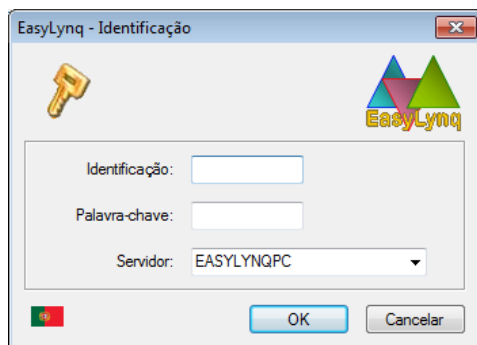 EasyLynq - Identificação
EasyLynq
Identificação:
Palavra-chave:
Servidor: EASYLYNQPC
OK Cancelar